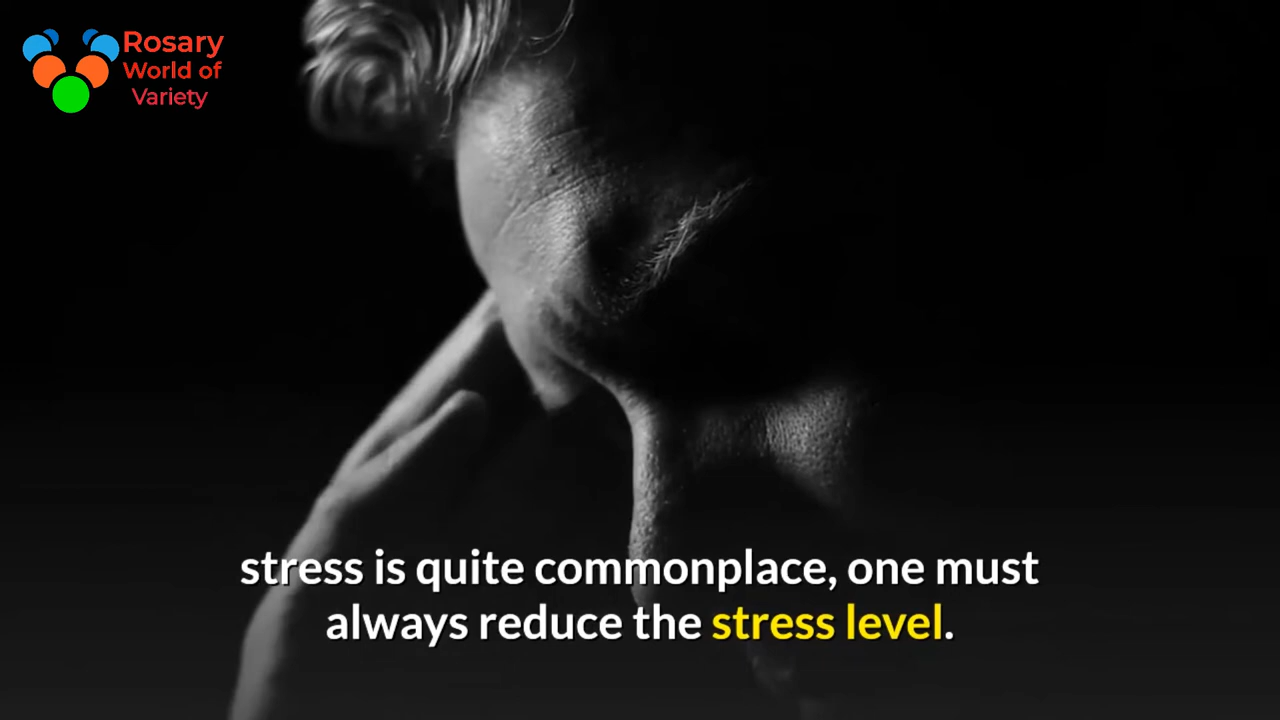 Rosary
World of
Variety
stress is quite commonplace, one must
always reduce the stress level.